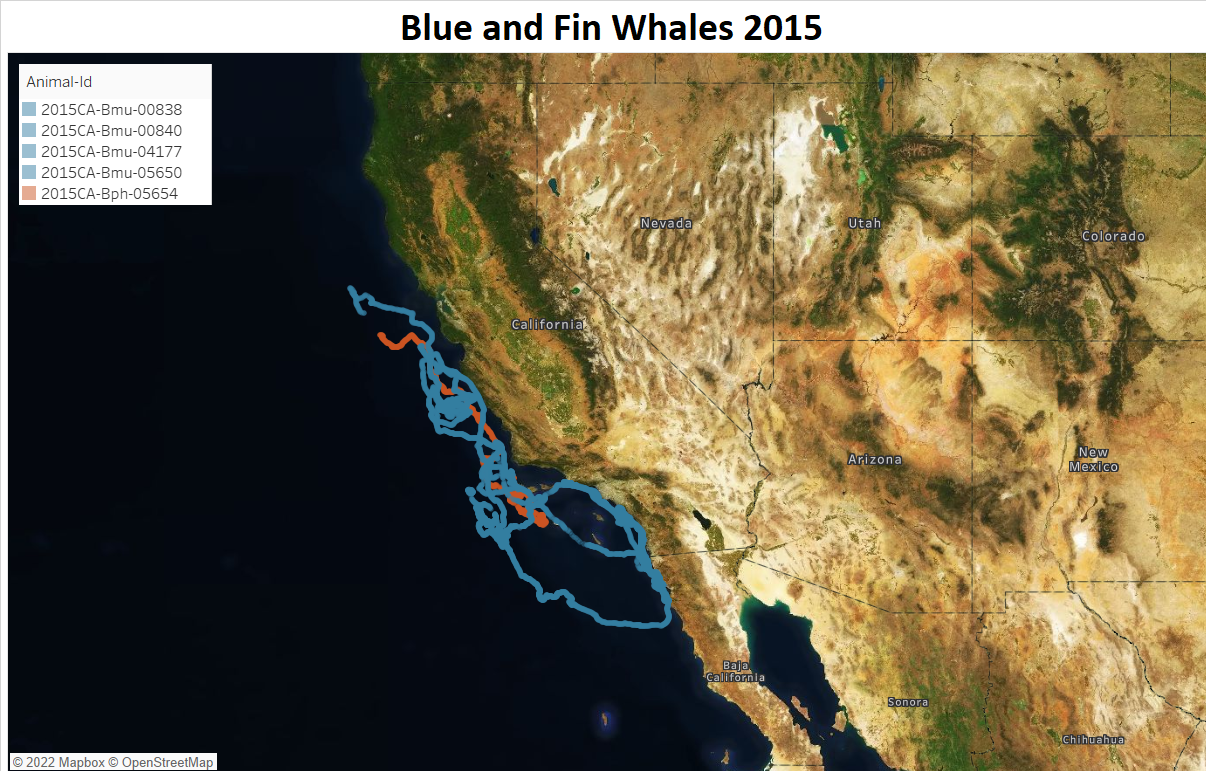 Blue and Fin Whales 2015
Animal-Id
2015CA-Bmu-00838
2015CA-Bmu-00840
2015CA-Bmu-04177
2015CA-Bmu-05650
2015CA-Bph-05654
Nevada
Utah
Colorado
California
Arizona
New
Mexico
Baja
California
Sonora
Chihuahua
© 2022 Mapbox © OpenStreetMap